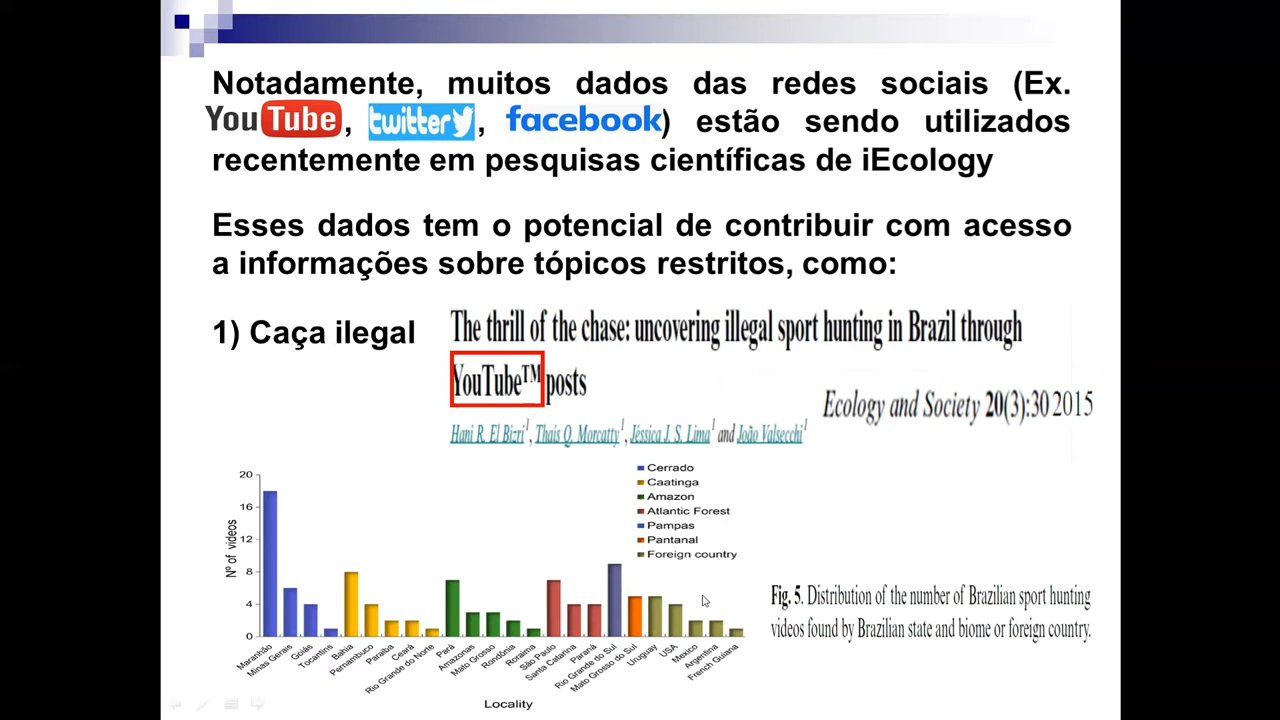 Notadamente, muitos dados das redes sociais (Ex.
YouTube, twitter, facebook) estão sendo utilizados
recentemente em pesquisas científicas de iEcology
Esses dados tem o potencial de contribuir com acesso
a informações sobre tópicos restritos, como:
1) Caça ilegal
The thrill of the chase: uncovering illegal sport hunting in Brazil through
YouTube™ posts
Ecology and Society 20(3):30 2015
Hani R. El Bizri¹, Thaís Q. Morcatty¹, Jéssica J. S. Lima¹ and João Valsecchi¹
Cerrado
Caatinga
Amazon
Atlantic Forest
Pampas
Pantanal
Foreign country
Nº of videos
20
16
12
8
4
0
Maranhão
Minas Gerais
Goiás
Tocantins
Bahia
Pernambuco
Paraíba
Ceará
Rio Grande do Norte
Pará
Amazonas
Mato Grosso
Rondônia
Roraima
São Paulo
Santa Catarina
Paraná
Rio Grande do Sul
Mato Grosso do Sul
Uruguay
USA
Mexico
Argentina
French Guiana
Locality
Fig. 5. Distribution of the number of Brazilian sport hunting
videos found by Brazilian state and biome or foreign country.